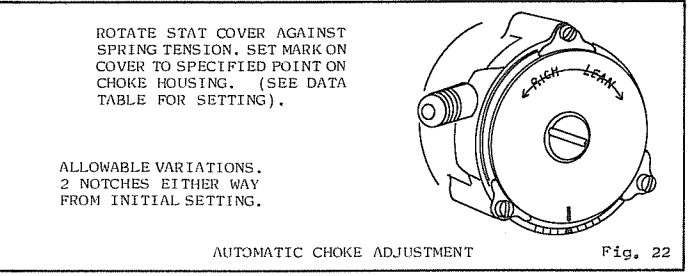 ROTATE STAT COVER AGAINST
SPRING TENSION. SET MARK ON
COVER TO SPECIFIED POINT ON
CHOKE HOUSING. (SEE DATA
TABLE FOR SETTING).
RICH LEAN
ALLOWABLE VARIATIONS.
2 NOTCHES EITHER WAY
FROM INITIAL SETTING.
AUTOMATIC CHOKE ADJUSTMENT Fig. 22